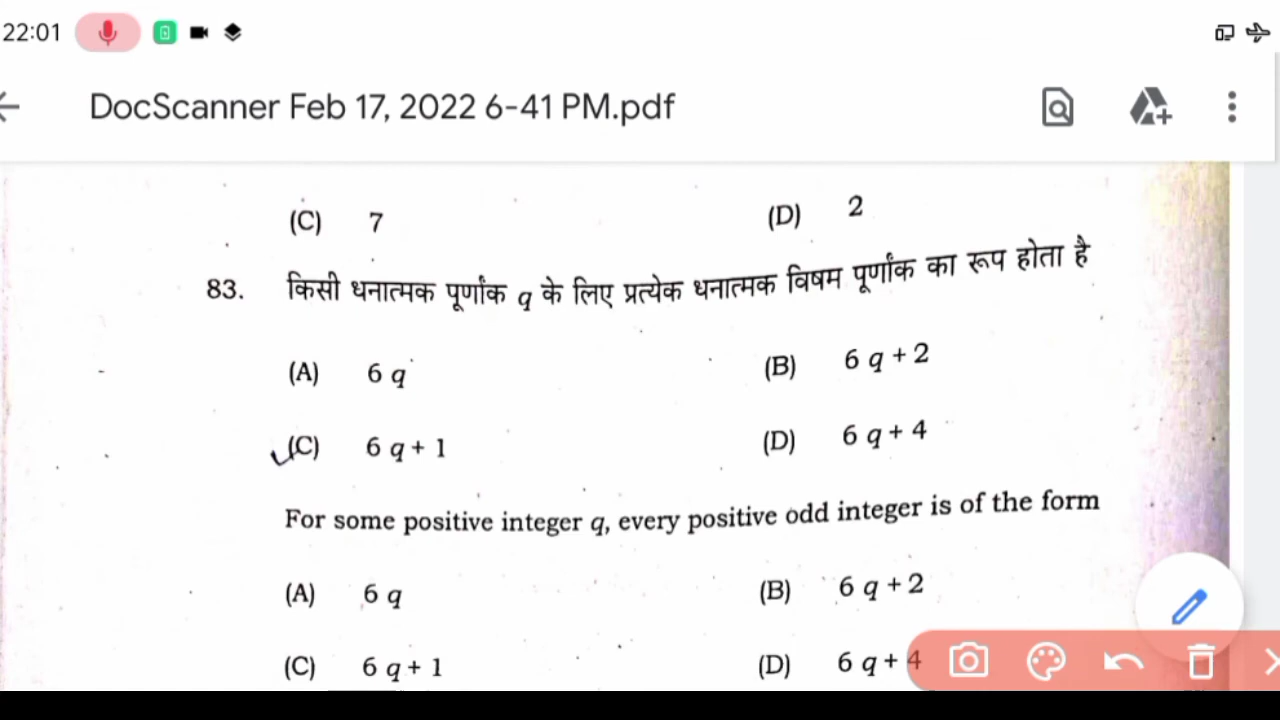 22:01
DocScanner Feb 17, 2022 6-41 PM.pdf
(C) 7 (D) 2
83. किसी धनात्मक पूर्णांक q के लिए प्रत्येक धनात्मक विषम पूर्णांक का रूप होता है
(A) 6 q (B) 6 q + 2
(C) 6 q + 1 (D) 6 q + 4
For some positive integer q, every positive odd integer is of the form
(A) 6 q (B) 6 q + 2
(C) 6 q + 1 (D) 6 q + 4